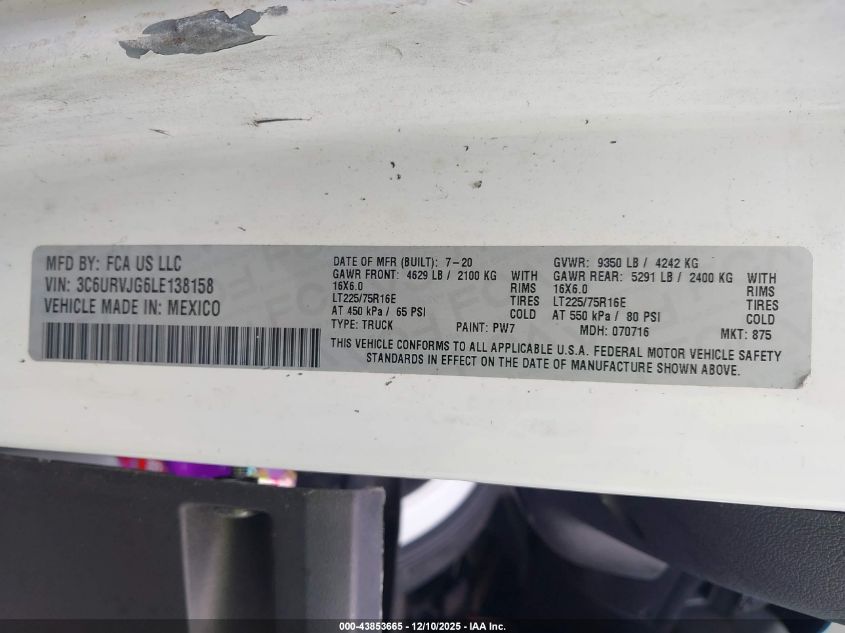 MFD BY: FCA US LLC
VIN: 3C6URVJG6LE138158
VEHICLE MADE IN: MEXICO
DATE OF MFR (BUILT): 7-20
GVWR: 9350 LB / 4242 KG
GAWR FRONT: 4629 LB / 2100 KG WITH
16X6.0 RIMS
LT225/75R16E TIRES
AT 450 kPa / 65 PSI COLD
GAWR REAR: 5291 LB / 2400 KG WITH
16X6.0 RIMS
LT225/75R16E TIRES
AT 550 kPa / 80 PSI COLD
TYPE: TRUCK PAINT: PW7 MDH: 070716 MKT: 875
THIS VEHICLE CONFORMS TO ALL APPLICABLE U.S.A. FEDERAL MOTOR VEHICLE SAFETY
STANDARDS IN EFFECT ON THE DATE OF MANUFACTURE SHOWN ABOVE.
000-43853665 - 12/10/2025 - IAA Inc.